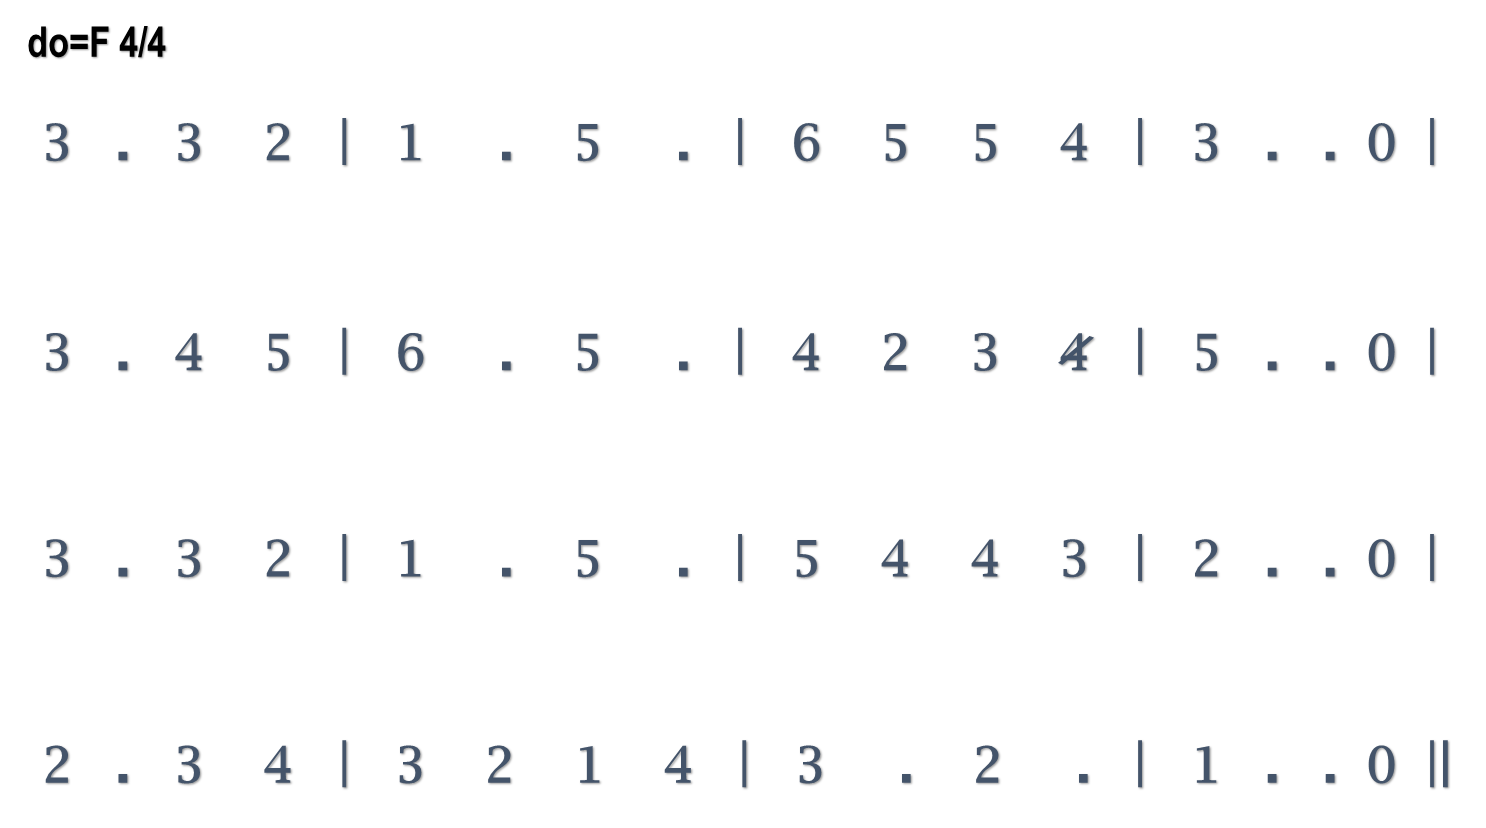 do=F 4/4
3 . 3 2 | 1 . 5 . | 6 5 5 4 | 3 . . 0 |
3 . 4 5 | 6 . 5 . | 4 2 3 4̸ | 5 . . 0 |
3 . 3 2 | 1 . 5 . | 5 4 4 3 | 2 . . 0 |
2 . 3 4 | 3 2 1 4 | 3 . 2 . | 1 . . 0 ||